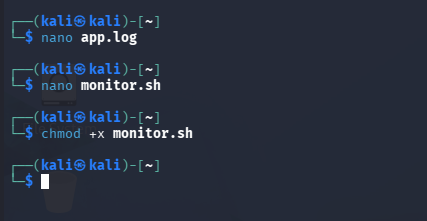 ┌──(kali㉿kali)-[~]
└─$ nano app.log
┌──(kali㉿kali)-[~]
└─$ nano monitor.sh
┌──(kali㉿kali)-[~]
└─$ chmod +x monitor.sh
┌──(kali㉿kali)-[~]
└─$